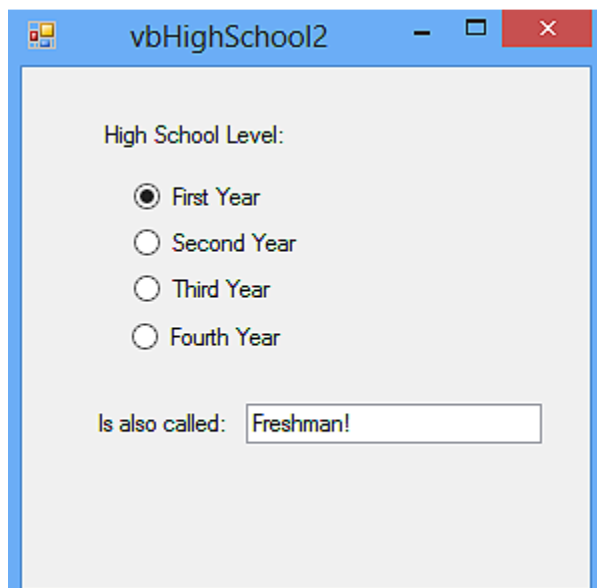 vbHighSchool2
High School Level:
First Year
Second Year
Third Year
Fourth Year
Is also called: Freshman!